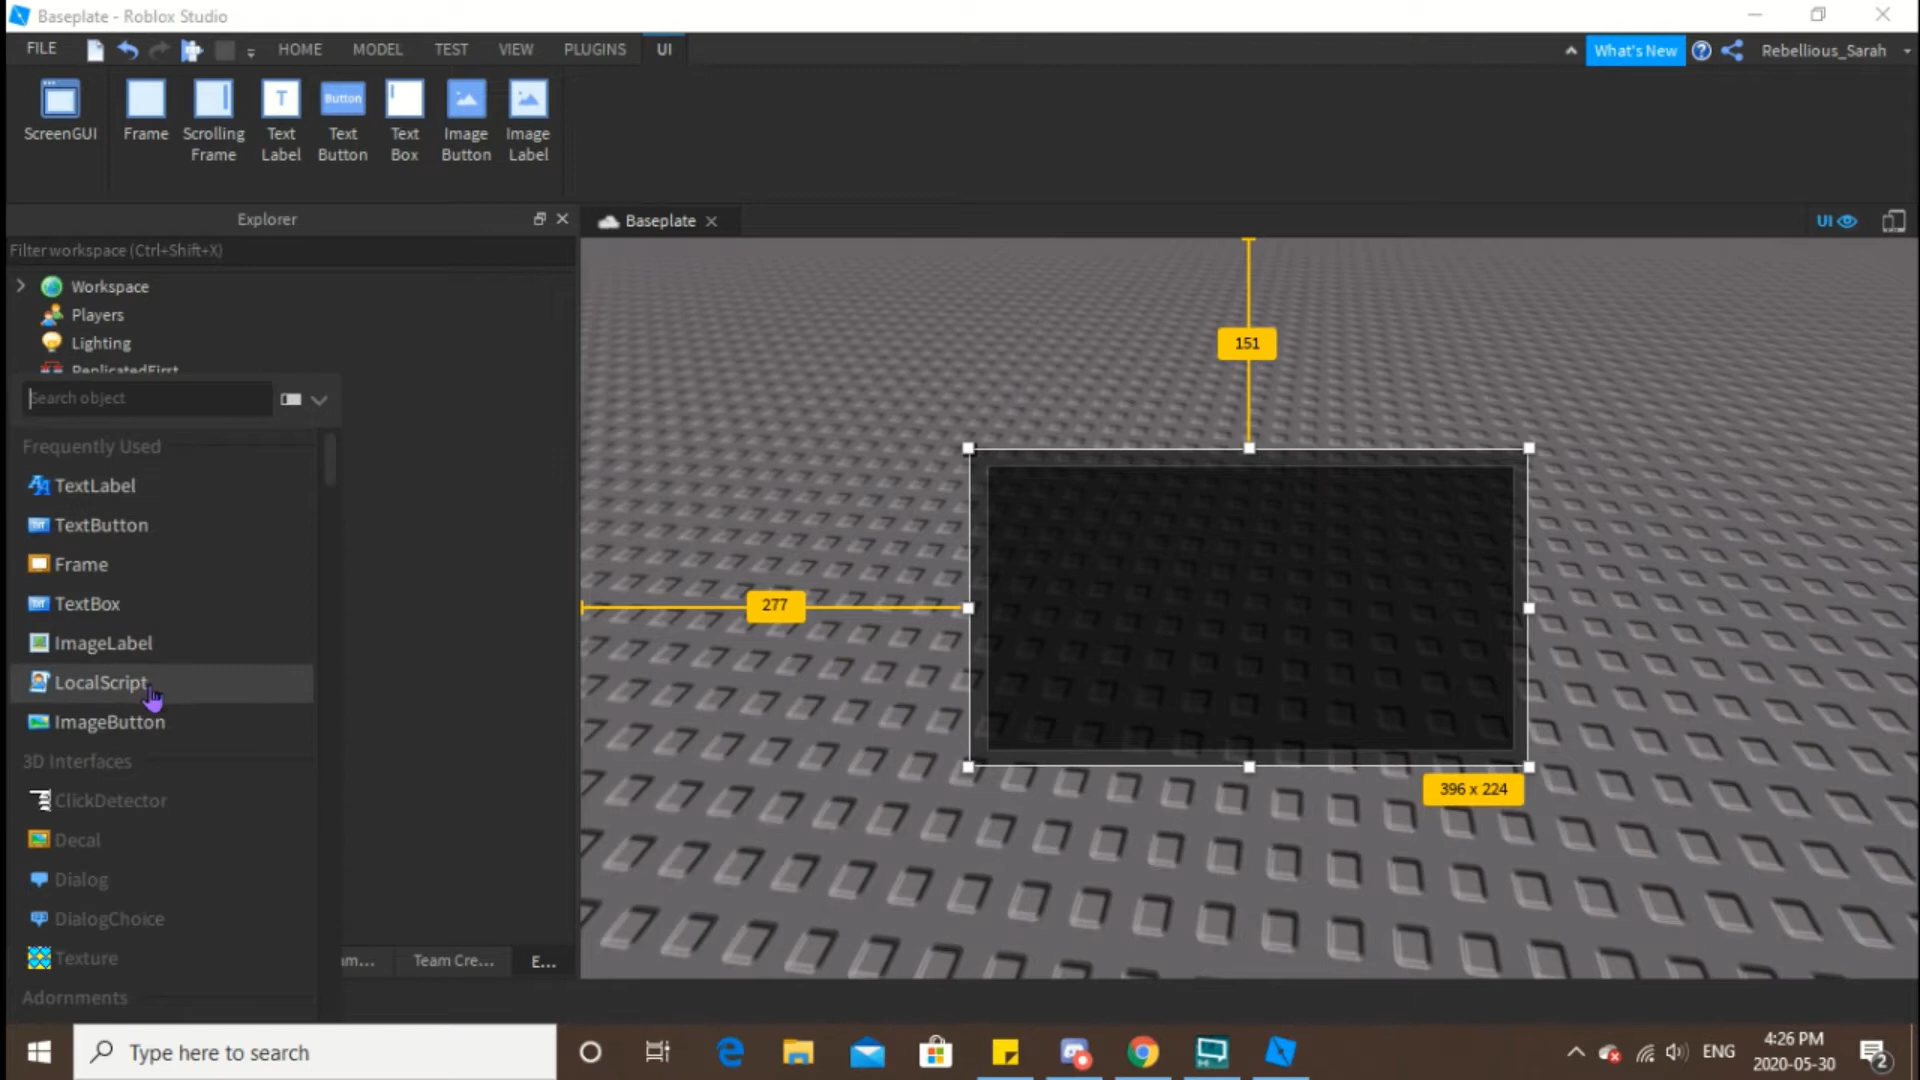 Baseplate - Roblox Studio
FILE HOME MODEL TEST VIEW PLUGINS UI What's New Rebellious_Sarah
ScreenGUI Frame Scrolling Frame Text Label Text Button Button Text Box Image Button Image Label
T
Explorer
Baseplate
UI
Filter workspace (Ctrl+Shift+X)
Workspace
Players
Lighting
ReplicatedFirst
Search object
Frequently Used
TextLabel
TextButton
Frame
TextBox
ImageLabel
LocalScript
ImageButton
3D Interfaces
ClickDetector
Decal
Dialog
DialogChoice
Texture
Adornments
151
277
396 x 224
Team Cre...
E...
Type here to search
ENG
4:26 PM
2020-05-30
2